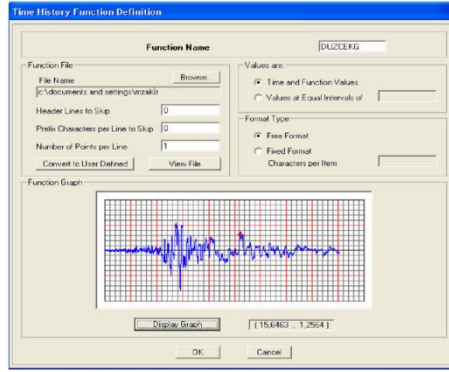 Time History Function Definition
Function Name
DUZCEKG
Function File
File Name
Browse...
c:\documents and settings\rızaklr
Header Lines to Skip
0
Prefix Characters per Line to Skip
0
Number of Points per Line
1
Convert to User Defined
View File
Values are:
Time and Function Values
Values at Equal Intervals of
Format Type
Free Format
Fixed Format
Characters per Item
Function Graph
Display Graph
( 15,6463 , 1,2564 )
OK
Cancel